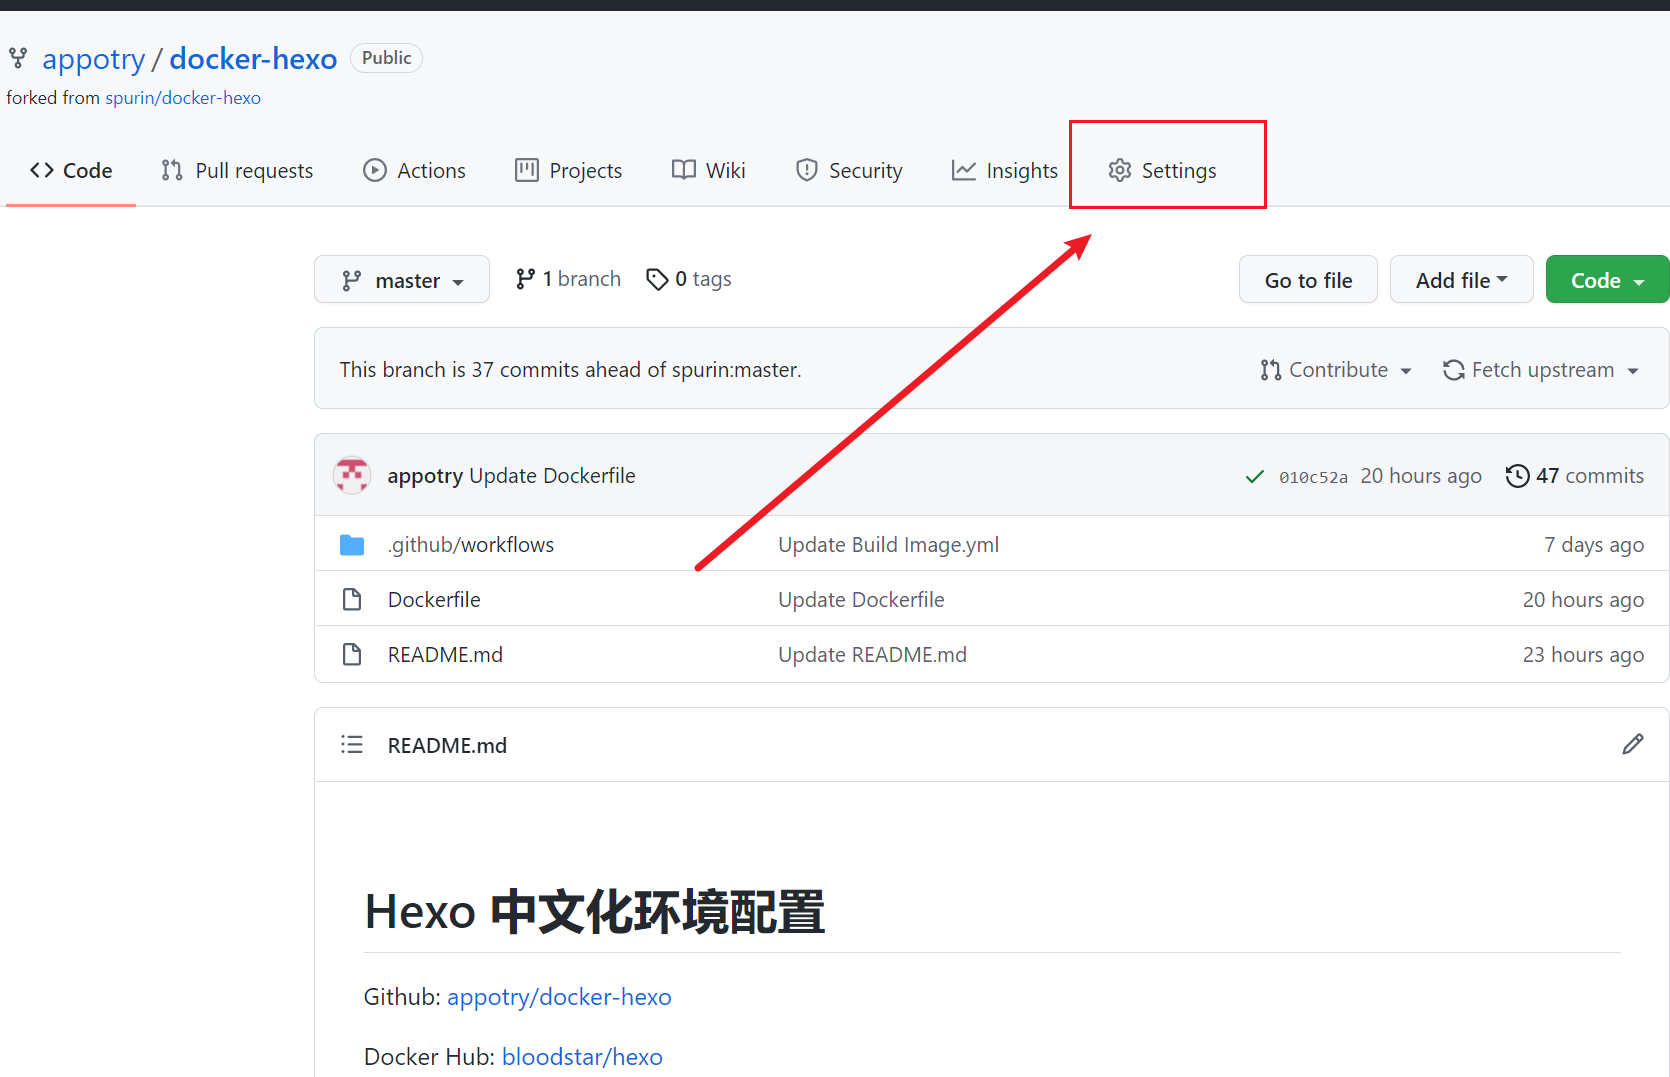 appotry / docker-hexo Public
forked from spurin/docker-hexo
Code Pull requests Actions Projects Wiki Security Insights Settings
master 1 branch 0 tags Go to file Add file Code
This branch is 37 commits ahead of spurin:master. Contribute Fetch upstream
appotry Update Dockerfile 010c52a 20 hours ago 47 commits
.github/workflows Update Build Image.yml 7 days ago
Dockerfile Update Dockerfile 20 hours ago
README.md Update README.md 23 hours ago
README.md
Hexo 中文化环境配置
Github: appotry/docker-hexo
Docker Hub: bloodstar/hexo